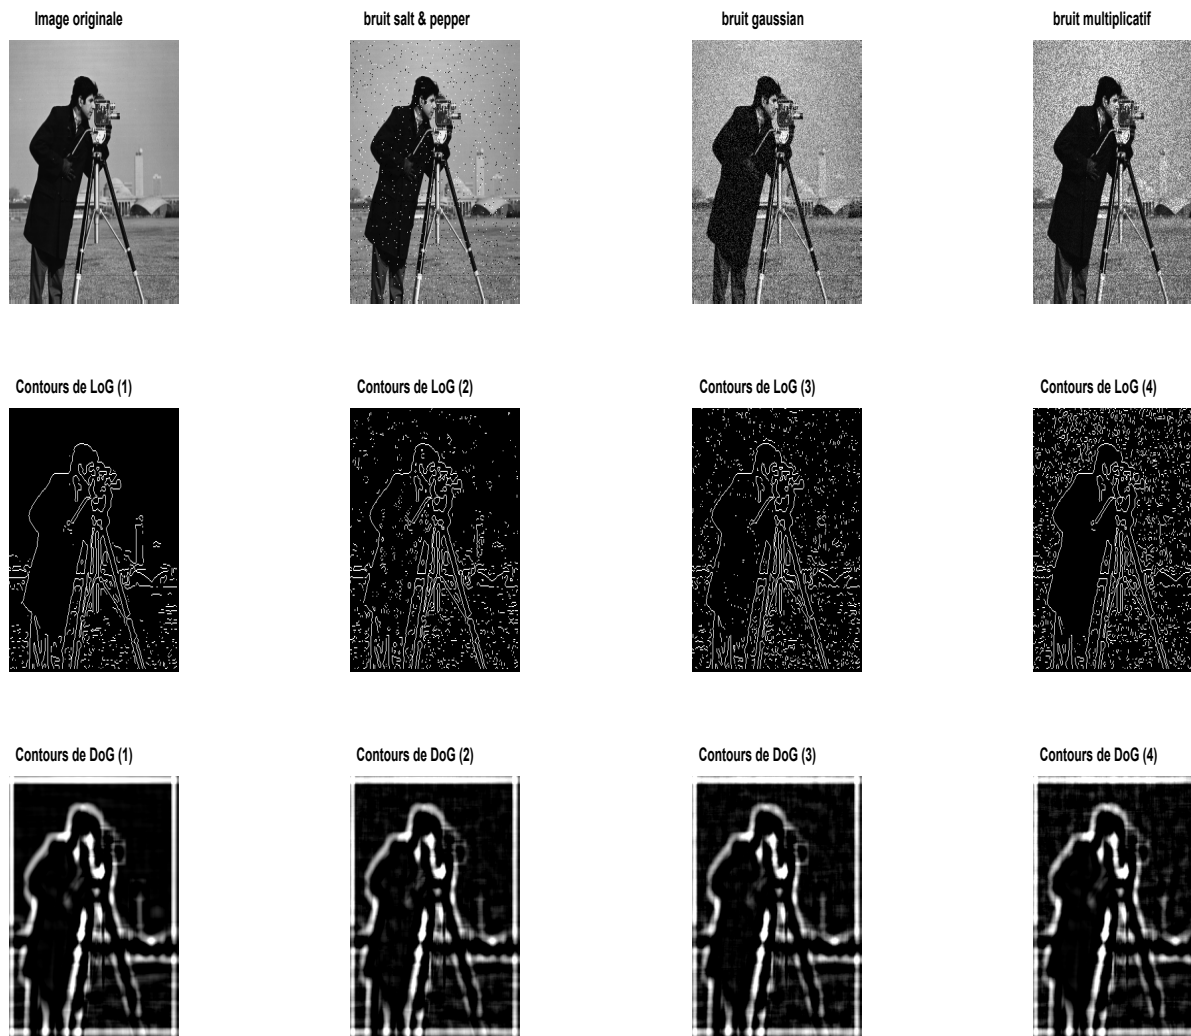 Image originale
bruit salt & pepper
bruit gaussian
bruit multiplicatif
Contours de LoG (1)
Contours de LoG (2)
Contours de LoG (3)
Contours de LoG (4)
Contours de DoG (1)
Contours de DoG (2)
Contours de DoG (3)
Contours de DoG (4)